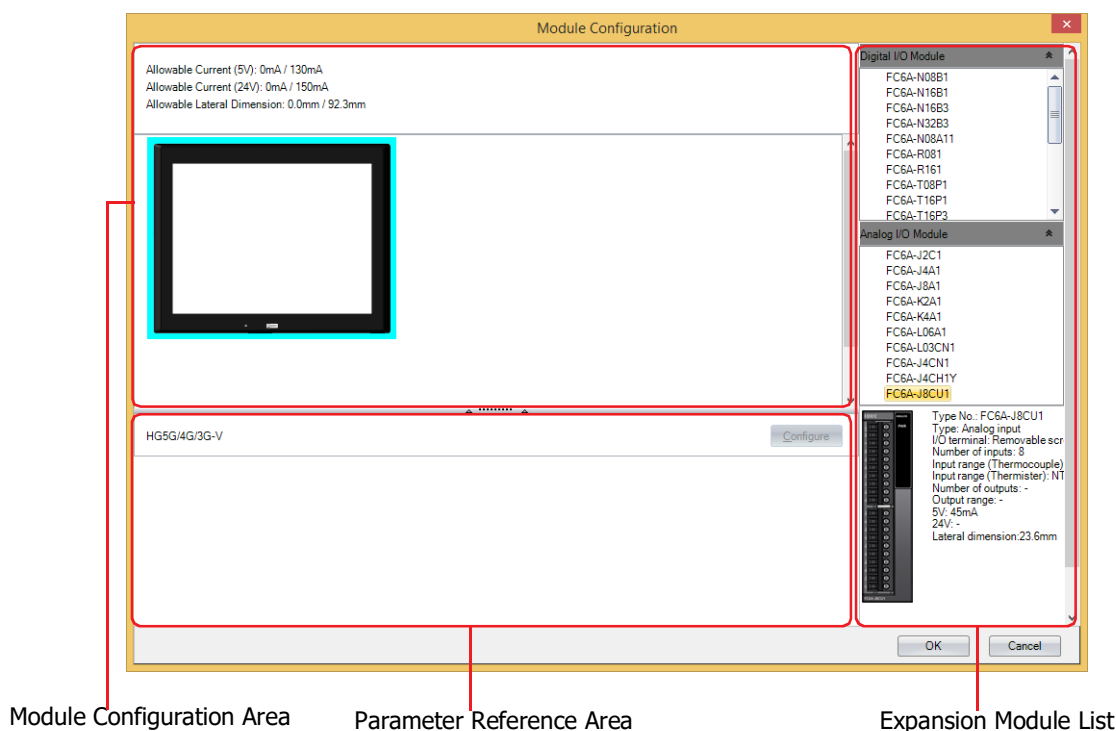 Module Configuration
Allowable Current (5V): 0mA / 130mA
Allowable Current (24V): 0mA / 150mA
Allowable Lateral Dimension: 0.0mm / 92.3mm
HG5G/4G/3G-V
Configure
Digital I/O Module
FC6A-N08B1
FC6A-N16B1
FC6A-N16B3
FC6A-N32B3
FC6A-N08A11
FC6A-R081
FC6A-R161
FC6A-T08P1
FC6A-T16P1
FC6A-T16P3
Analog I/O Module
FC6A-J2C1
FC6A-J4A1
FC6A-J8A1
FC6A-K2A1
FC6A-K4A1
FC6A-L06A1
FC6A-L03CN1
FC6A-J4CN1
FC6A-J4CH1Y
FC6A-J8CU1
Type No.: FC6A-J8CU1
Type: Analog input
I/O terminal: Removable scr
Number of inputs: 8
Input range (Thermocouple)
Input range (Thermister): NT
Number of outputs: -
Output range: -
5V: 45mA
24V: -
Lateral dimension:23.6mm
OK
Cancel
Module Configuration Area
Parameter Reference Area
Expansion Module List